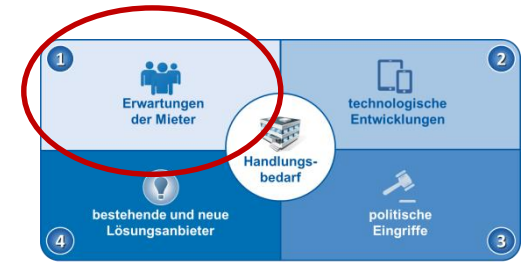 1
2
Erwartungen
der Mieter
technologische
Entwicklungen
Handlungs-
bedarf
bestehende und neue
Lösungsanbieter
politische
Eingriffe
4
3